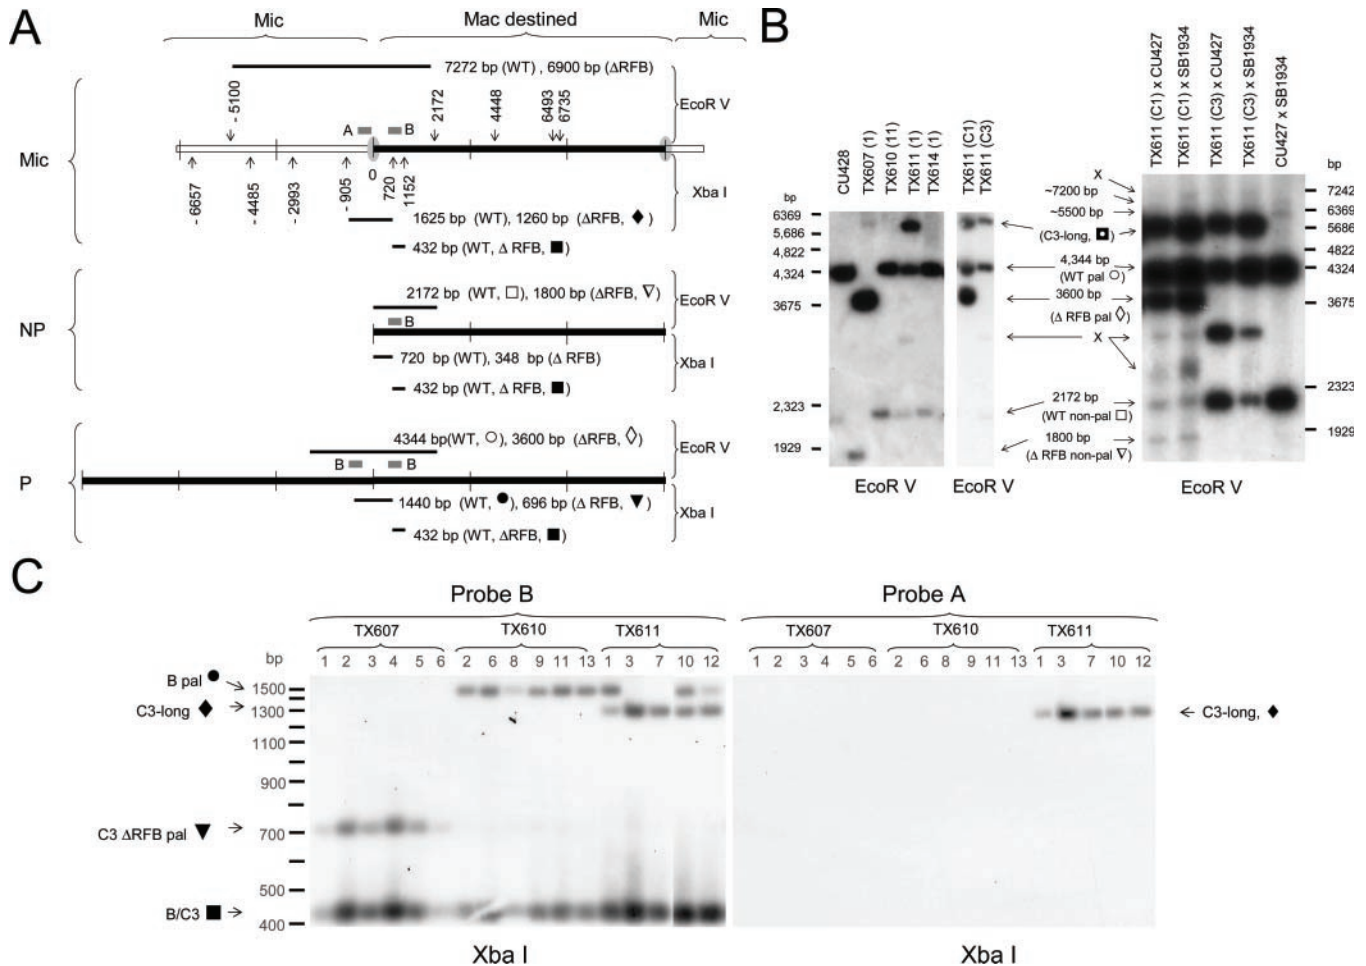 A
Mic
Mac destined
Mic
7272 bp (WT) , 6900 bp (ΔRFB)
- 5100
2172
4448
6493
6735
EcoR V
A
B
Mic
0
- 6657
- 4485
- 2993
- 905
720
1152
Xba I
1625 bp (WT), 1260 bp (ΔRFB, ◆)
432 bp (WT, Δ RFB, ■)
2172 bp (WT, □), 1800 bp (ΔRFB, ▽)
EcoR V
B
NP
720 bp (WT), 348 bp (Δ RFB)
Xba I
432 bp (WT, Δ RFB, ■)
4344 bp(WT, ○), 3600 bp (ΔRFB, ◇)
EcoR V
B
B
P
1440 bp (WT, ●), 696 bp (Δ RFB, ▼)
Xba I
432 bp (WT, ΔRFB, ■)
B
CU428
TX607 (1)
TX610 (11)
TX611 (1)
TX614 (1)
TX611 (C1)
TX611 (C3)
TX611 (C1) x CU427
TX611 (C1) x SB1934
TX611 (C3) x CU427
TX611 (C3) x SB1934
CU427 x SB1934
bp
6369
5,686
4,822
4,324
3675
2,323
1929
EcoR V
EcoR V
X
~7200 bp
~5500 bp
(C3-long, ◘)
4,344 bp
(WT pal ○)
3600 bp
(Δ RFB pal ◇)
X
2172 bp
(WT non-pal □)
1800 bp
(Δ RFB non-pal ▽)
bp
7242
6369
5686
4822
4324
3675
2323
1929
EcoR V
C
Probe B
Probe A
TX607
TX610
TX611
TX607
TX610
TX611
bp
1 2 3 4 5 6 2 6 8 9 11 13 1 3 7 10 12
1 2 3 4 5 6 2 6 8 9 11 13 1 3 7 10 12
B pal ●
1500
C3-long ◆
1300
C3-long, ◆
1100
900
C3 ΔRFB pal ▼
700
500
B/C3 ■
400
Xba I
Xba I